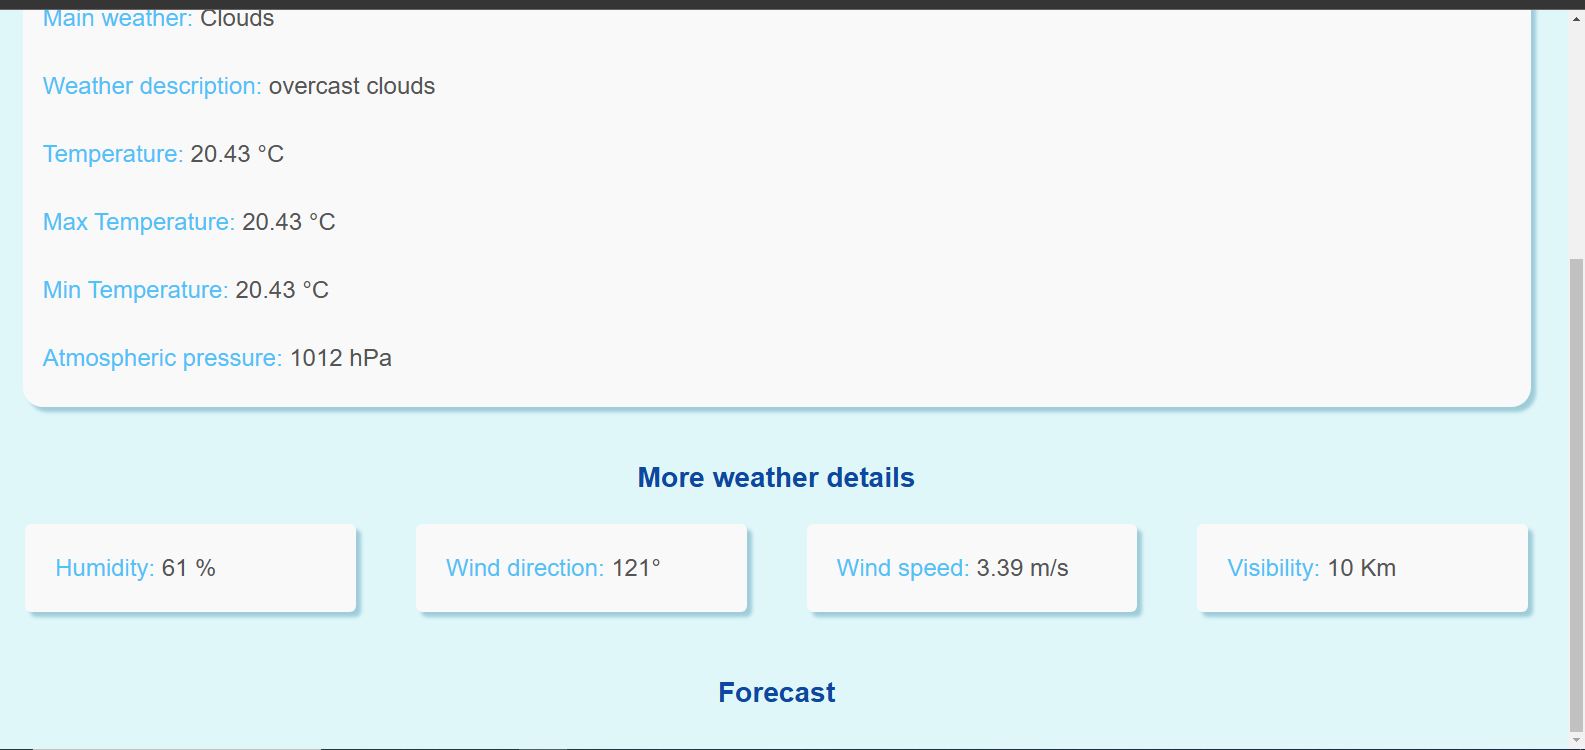 Main weather: Clouds
Weather description: overcast clouds
Temperature: 20.43 °C
Max Temperature: 20.43 °C
Min Temperature: 20.43 °C
Atmospheric pressure: 1012 hPa
More weather details
Humidity: 61 %
Wind direction: 121°
Wind speed: 3.39 m/s
Visibility: 10 Km
Forecast